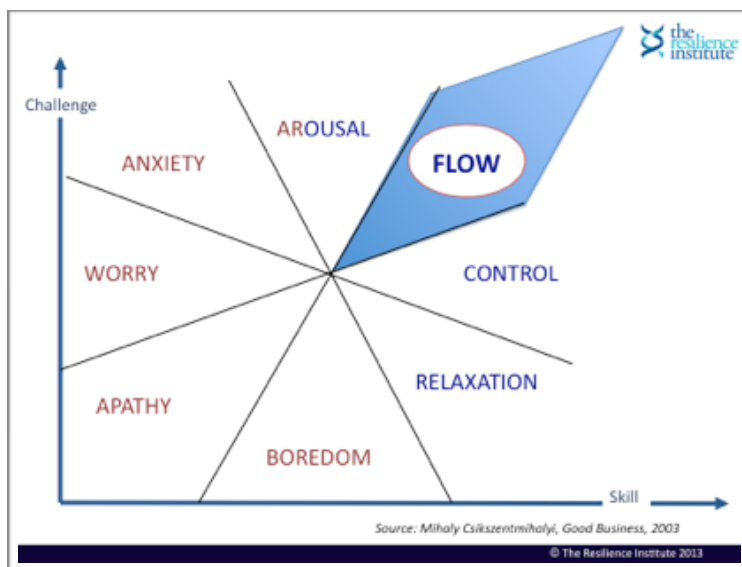 the
resilience
institute
Challenge
AROUSAL
ANXIETY
FLOW
WORRY
CONTROL
RELAXATION
APATHY
BOREDOM
Skill
Source: Mihaly Csikszentmihalyi, Good Business, 2003
© The Resilience Institute 2013